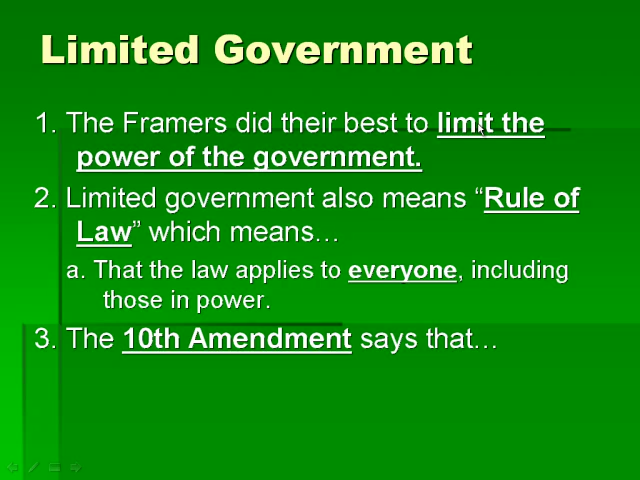 Limited Government
1. The Framers did their best to limit the
power of the government.
2. Limited government also means “Rule of
Law” which means…
a. That the law applies to everyone, including
those in power.
3. The 10th Amendment says that…